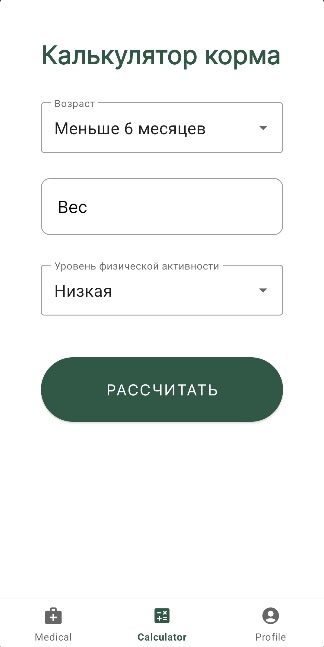 Калькулятор корма
Возраст
Меньше 6 месяцев
Вес
Уровень физической активности
Низкая
РАССЧИТАТЬ
Medical
Calculator
Profile